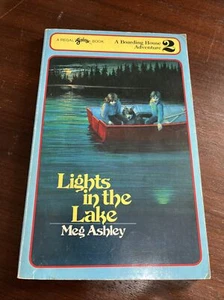 A Boarding House
Adventure
2
Lights
in the
Lake
Meg Ashley